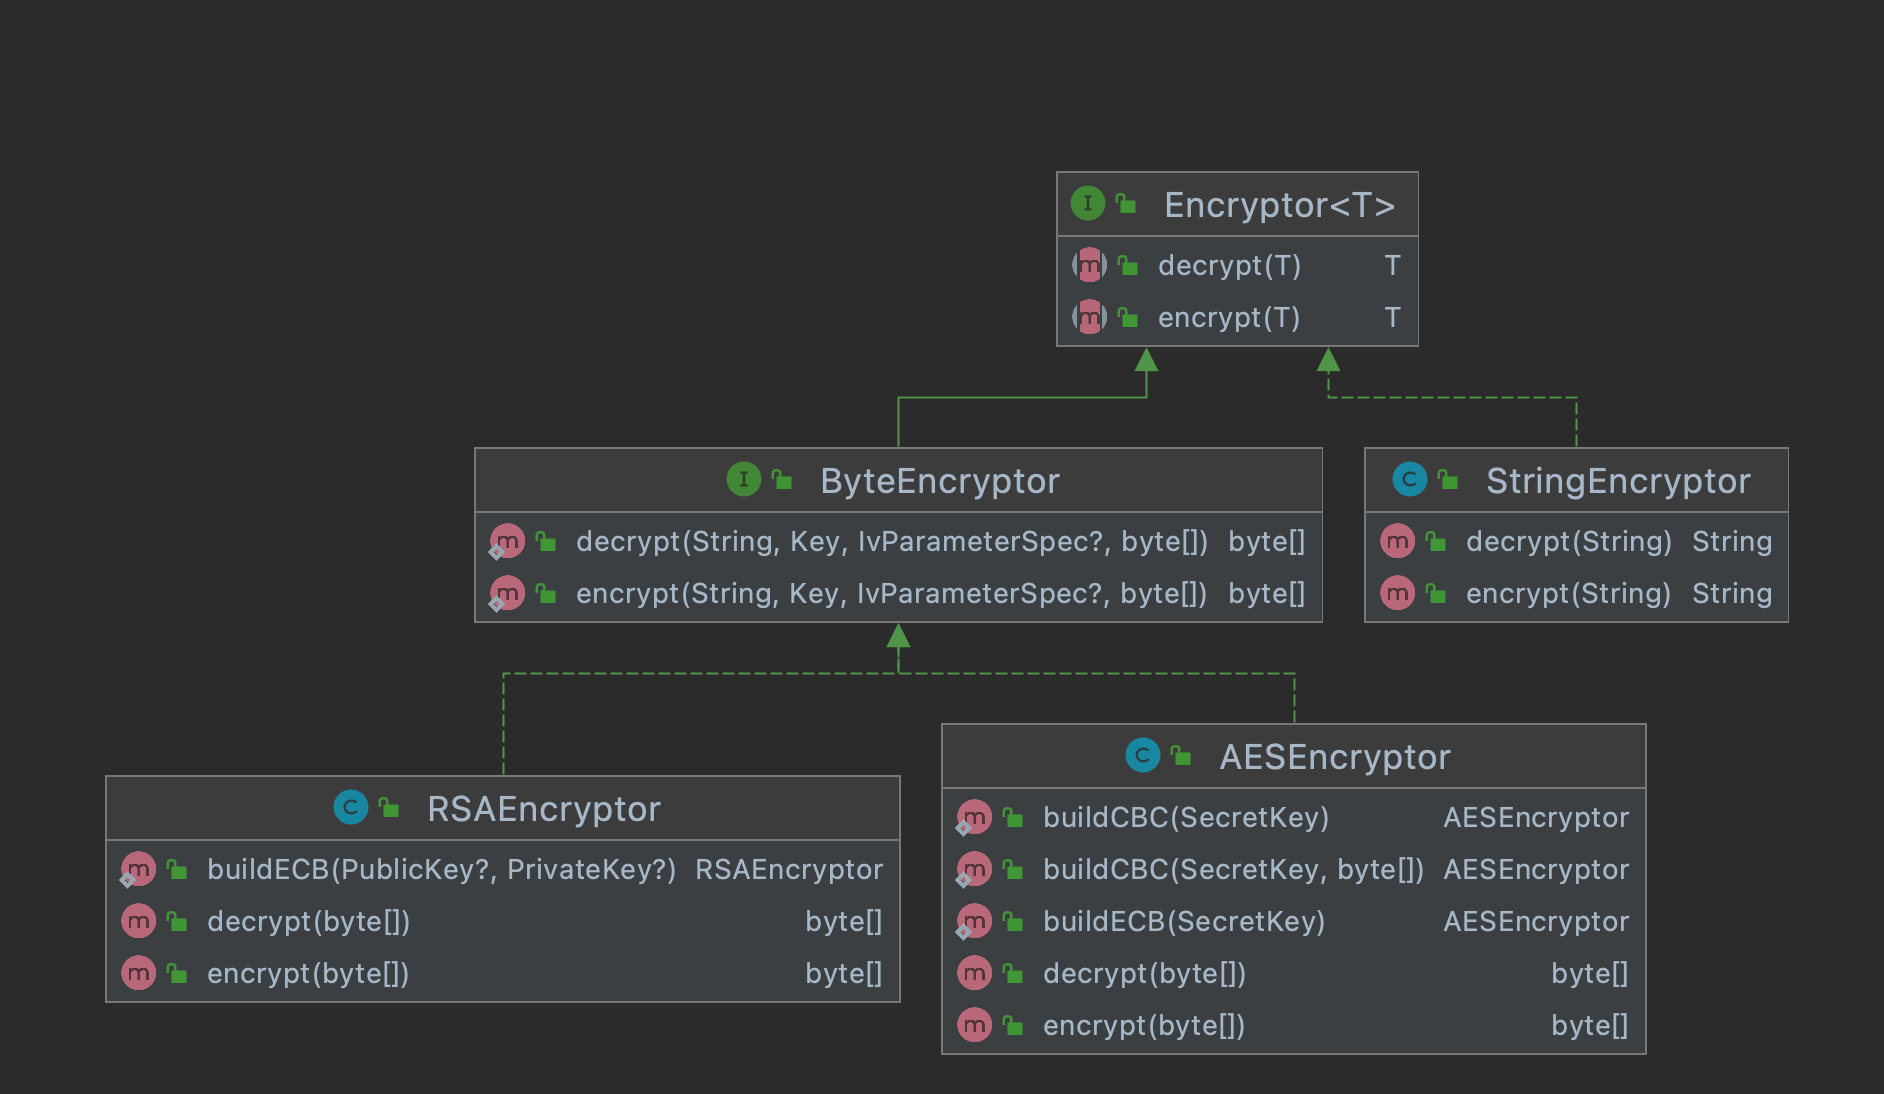 Encryptor<T>
decrypt(T) T
encrypt(T) T
ByteEncryptor
decrypt(String, Key, IvParameterSpec?, byte[]) byte[]
encrypt(String, Key, IvParameterSpec?, byte[]) byte[]
StringEncryptor
decrypt(String) String
encrypt(String) String
RSAEncryptor
buildECB(PublicKey?, PrivateKey?) RSAEncryptor
decrypt(byte[]) byte[]
encrypt(byte[]) byte[]
AESEncryptor
buildCBC(SecretKey) AESEncryptor
buildCBC(SecretKey, byte[]) AESEncryptor
buildECB(SecretKey) AESEncryptor
decrypt(byte[]) byte[]
encrypt(byte[]) byte[]